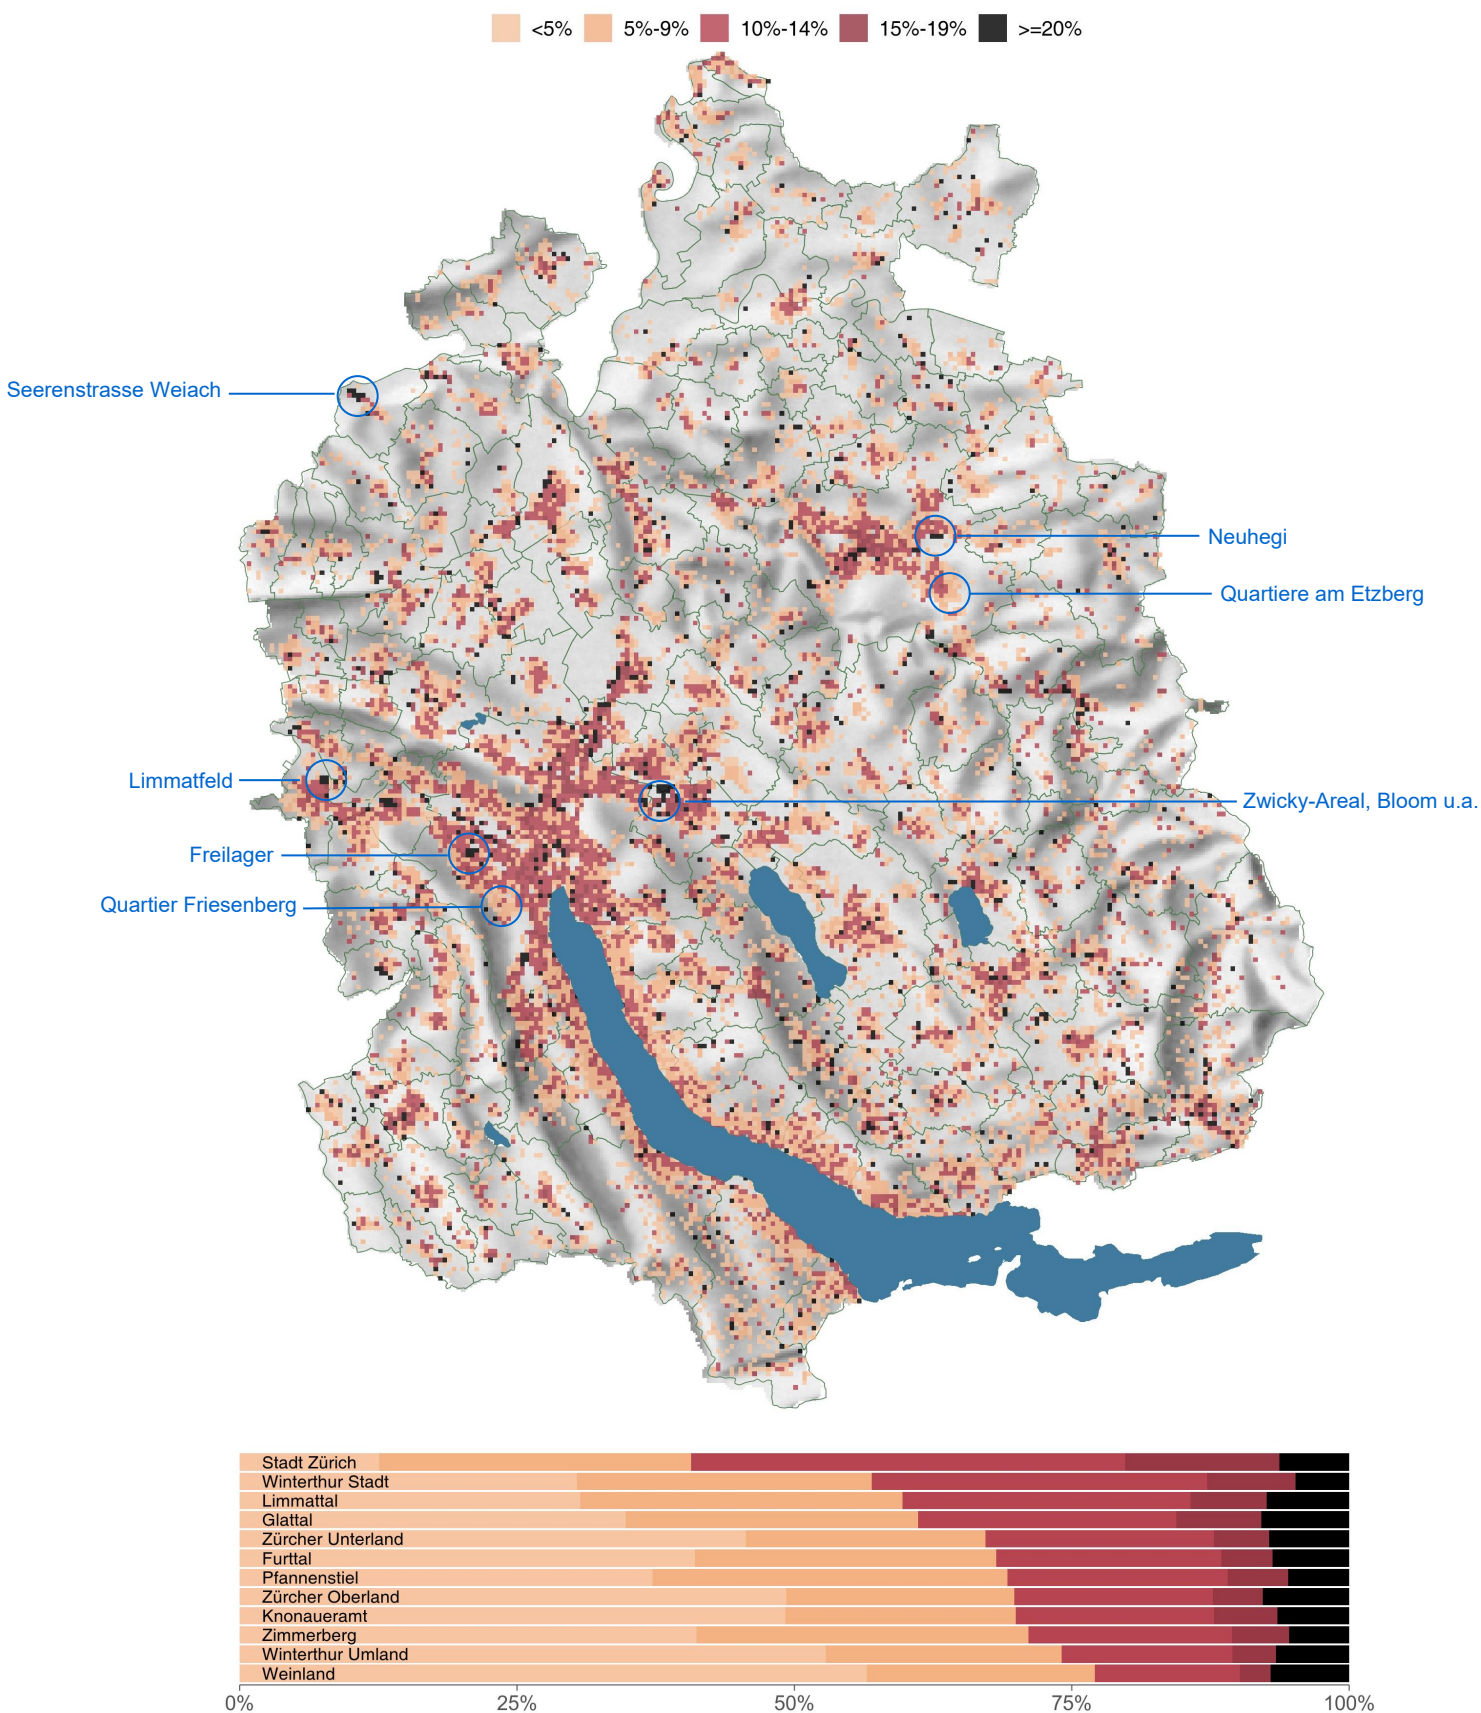 <5% 5%-9% 10%-14% 15%-19% >=20%
Seerenstrasse Weiach
Neuhegi
Quartiere am Etzberg
Limmatfeld
Zwicky-Areal, Bloom u.a.
Freilager
Quartier Friesenberg
Stadt Zürich
Winterthur Stadt
Limmattal
Glattal
Zürcher Unterland
Furttal
Pfannenstiel
Zürcher Oberland
Knonaueramt
Zimmerberg
Winterthur Umland
Weinland
0% 25% 50% 75% 100%